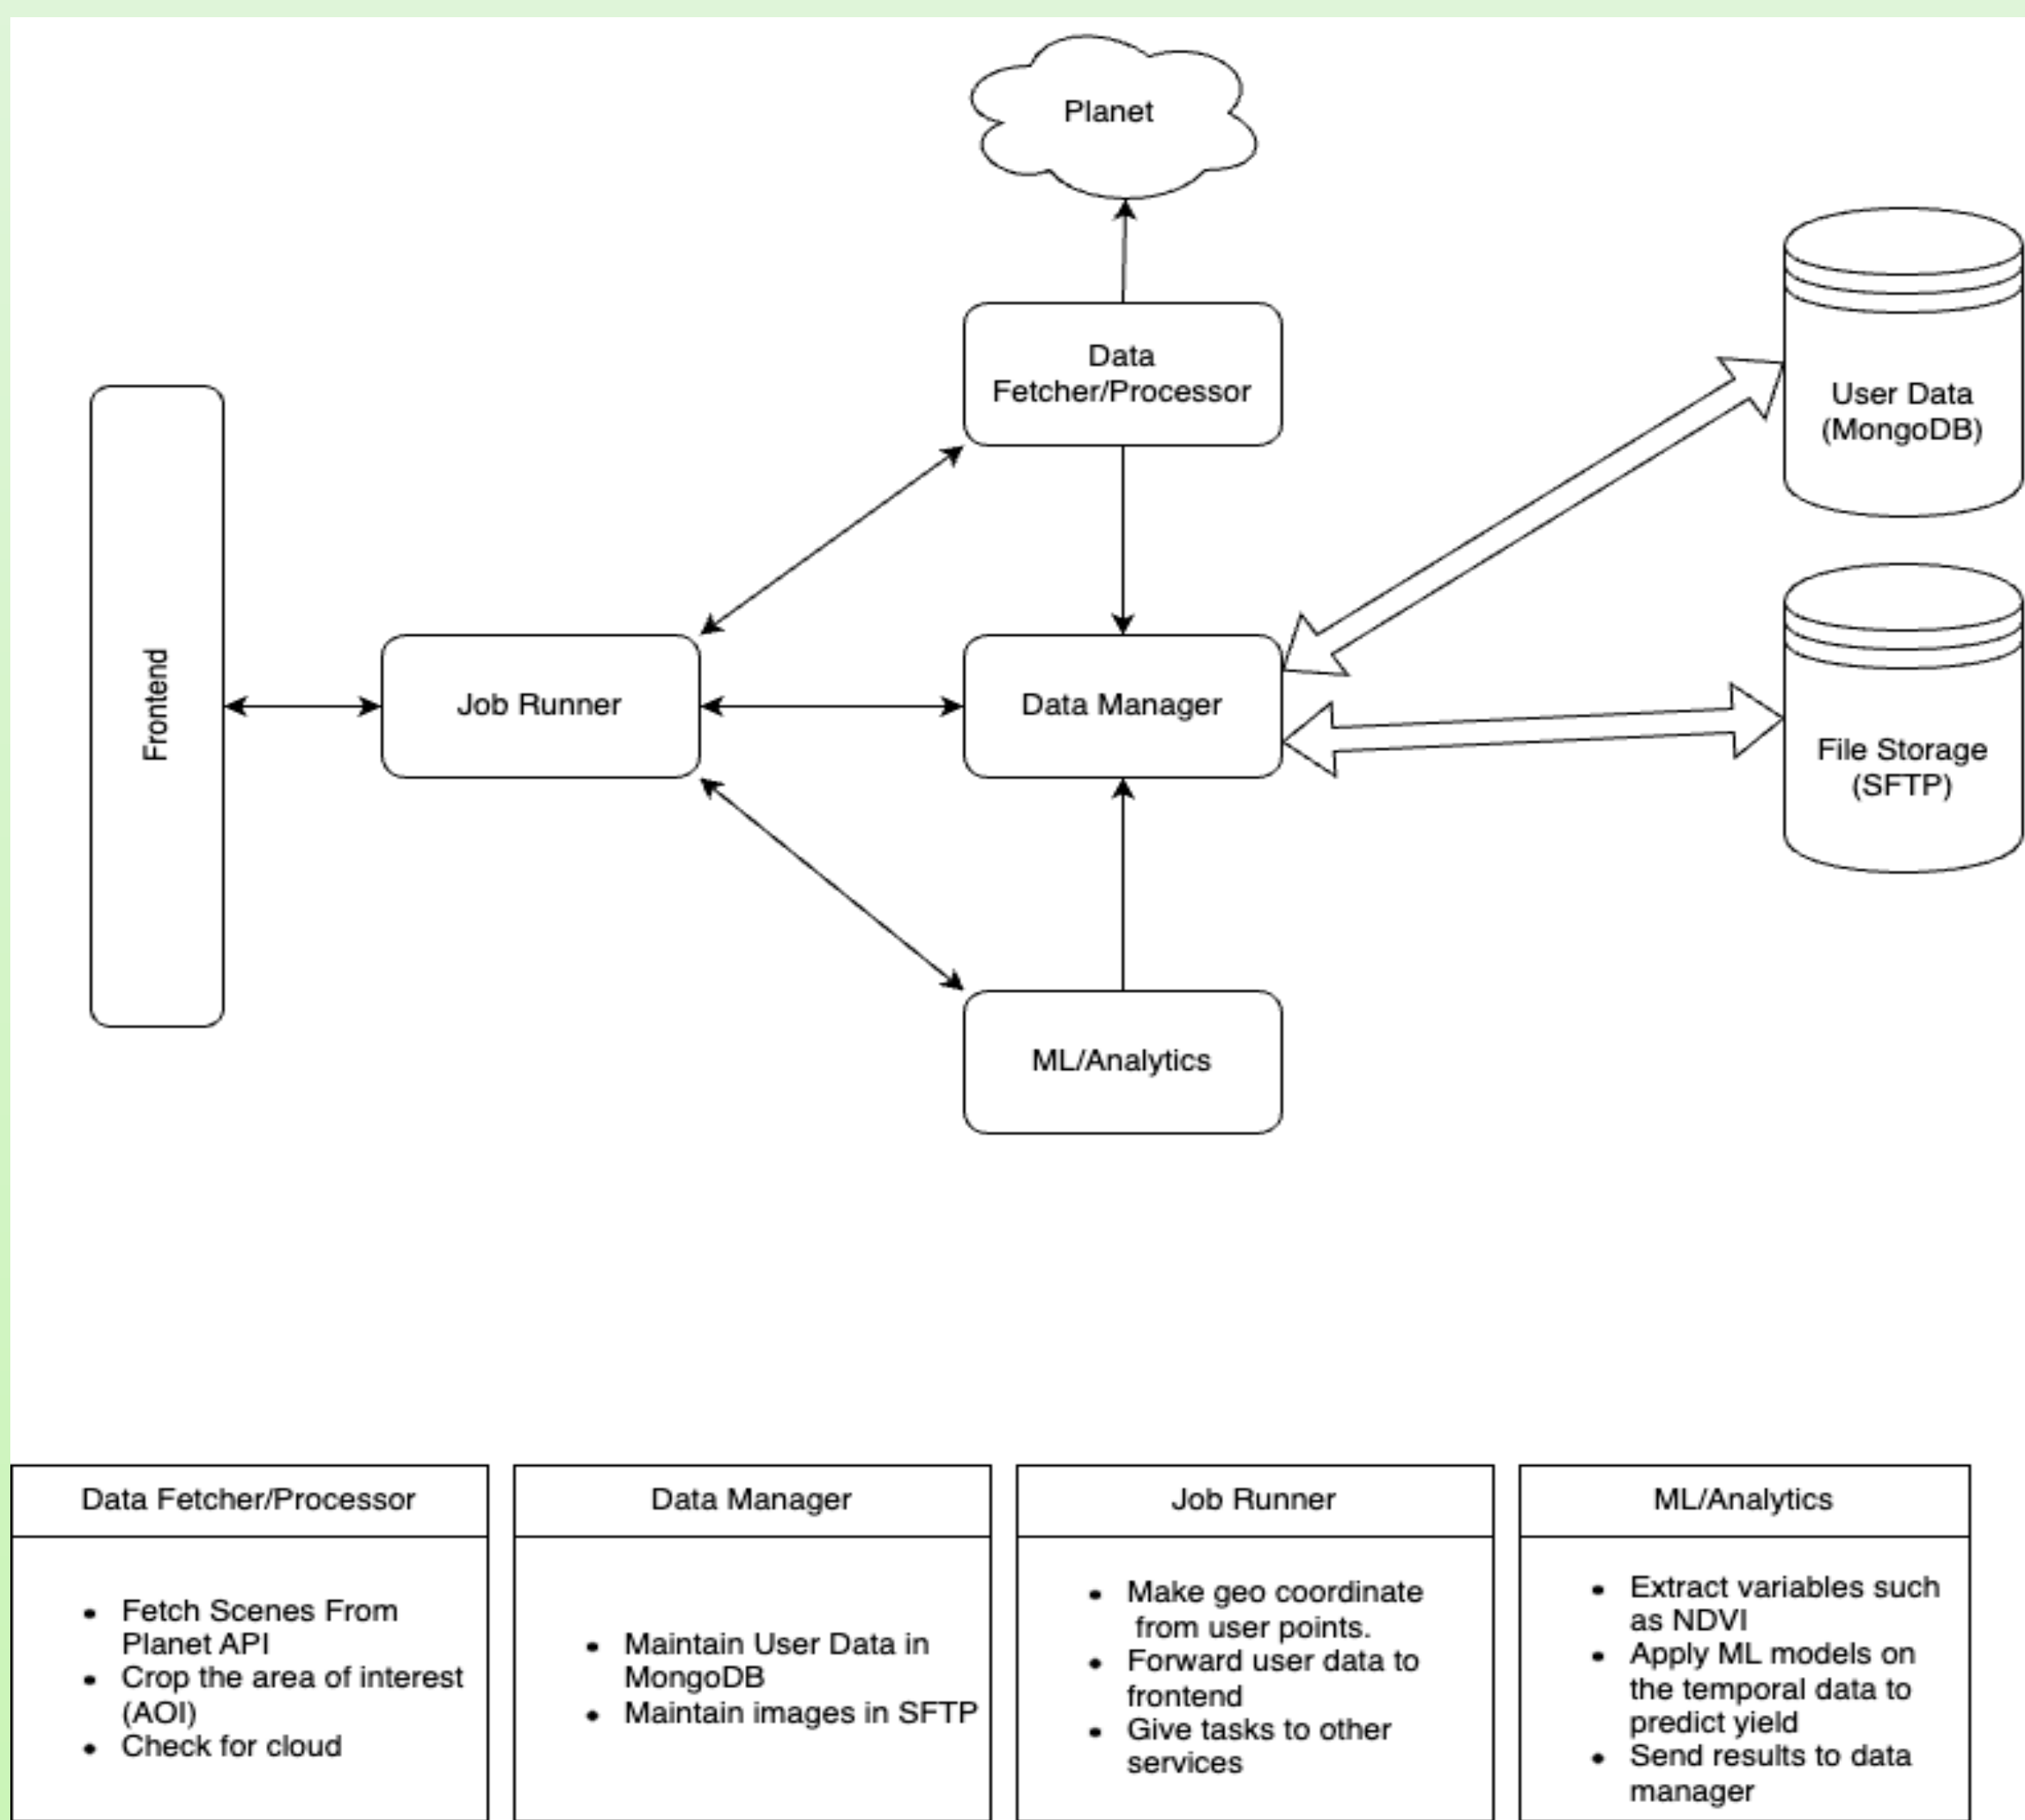 Planet
Data
Fetcher/Processor
User Data
(MongoDB)
Frontend
Job Runner
Data Manager
File Storage
(SFTP)
ML/Analytics
Data Fetcher/Processor
• Fetch Scenes From
Planet API
• Crop the area of interest
(AOI)
• Check for cloud
Data Manager
• Maintain User Data in
MongoDB
• Maintain images in SFTP
Job Runner
• Make geo coordinate
from user points.
• Forward user data to
frontend
• Give tasks to other
services
ML/Analytics
• Extract variables such
as NDVI
• Apply ML models on
the temporal data to
predict yield
• Send results to data
manager